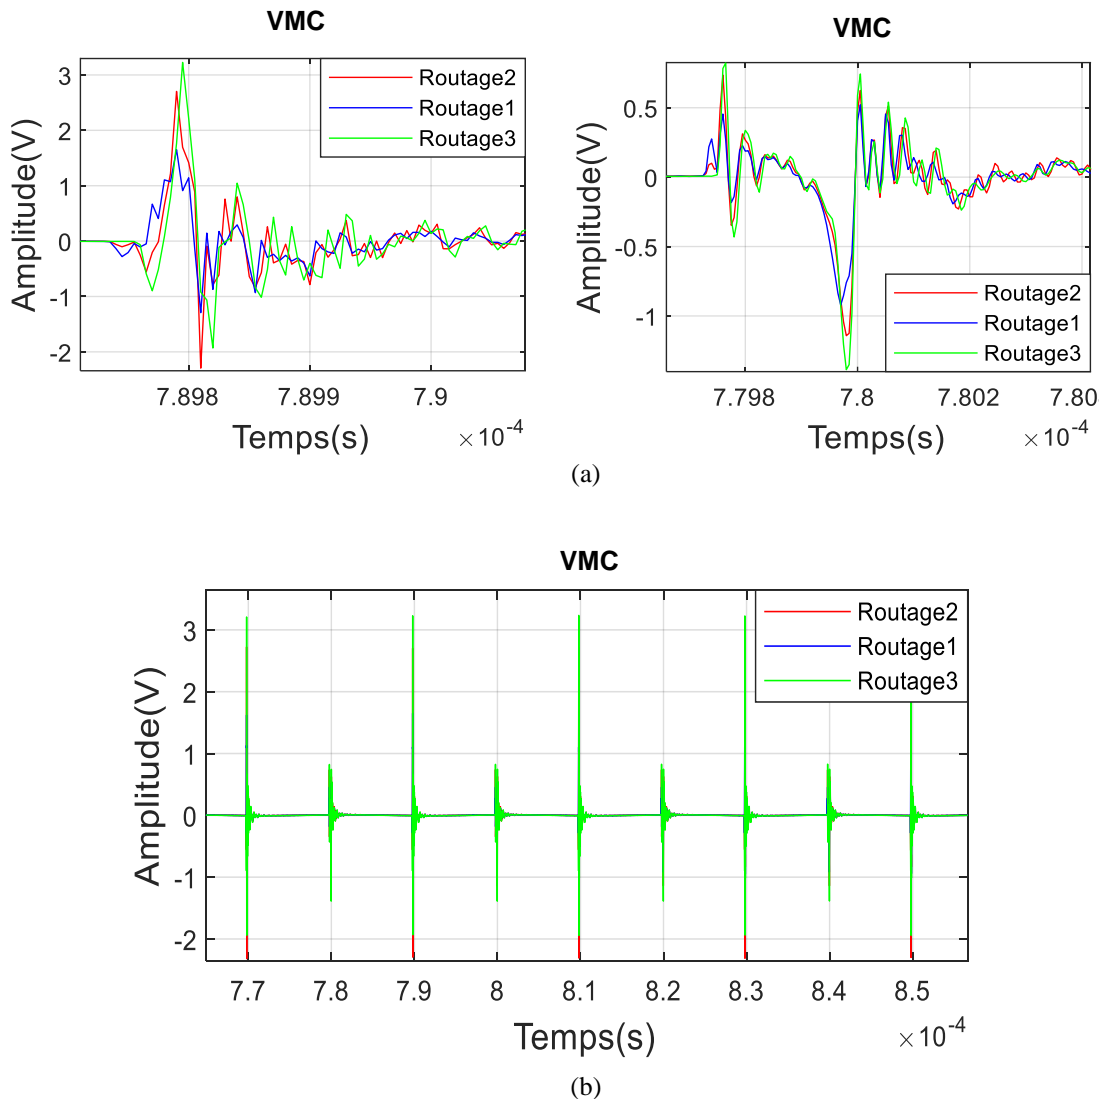 VMC
Amplitude(V)
3
2
1
0
-1
-2
Routage2
Routage1
Routage3
7.898
7.899
7.9
Temps(s)
×10-4
VMC
Amplitude(V)
0.5
0
-0.5
-1
Routage2
Routage1
Routage3
7.798
7.8
7.802
7.80
Temps(s)
×10-4
(a)
VMC
Amplitude(V)
3
2
1
0
-1
-2
Routage2
Routage1
Routage3
7.7
7.8
7.9
8
8.1
8.2
8.3
8.4
8.5
Temps(s)
×10-4
(b)